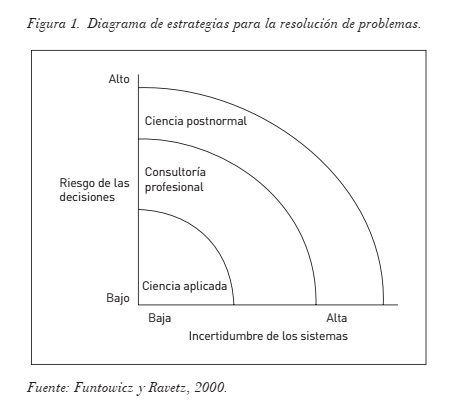 Figura 1. Diagrama de estrategias para la resolución de problemas.
Alto
Ciencia postnormal
Consultoría
profesional
Riesgo de las
decisiones
Ciencia aplicada
Bajo
Baja
Alta
Incertidumbre de los sistemas
Fuente: Funtowicz y Ravetz, 2000.